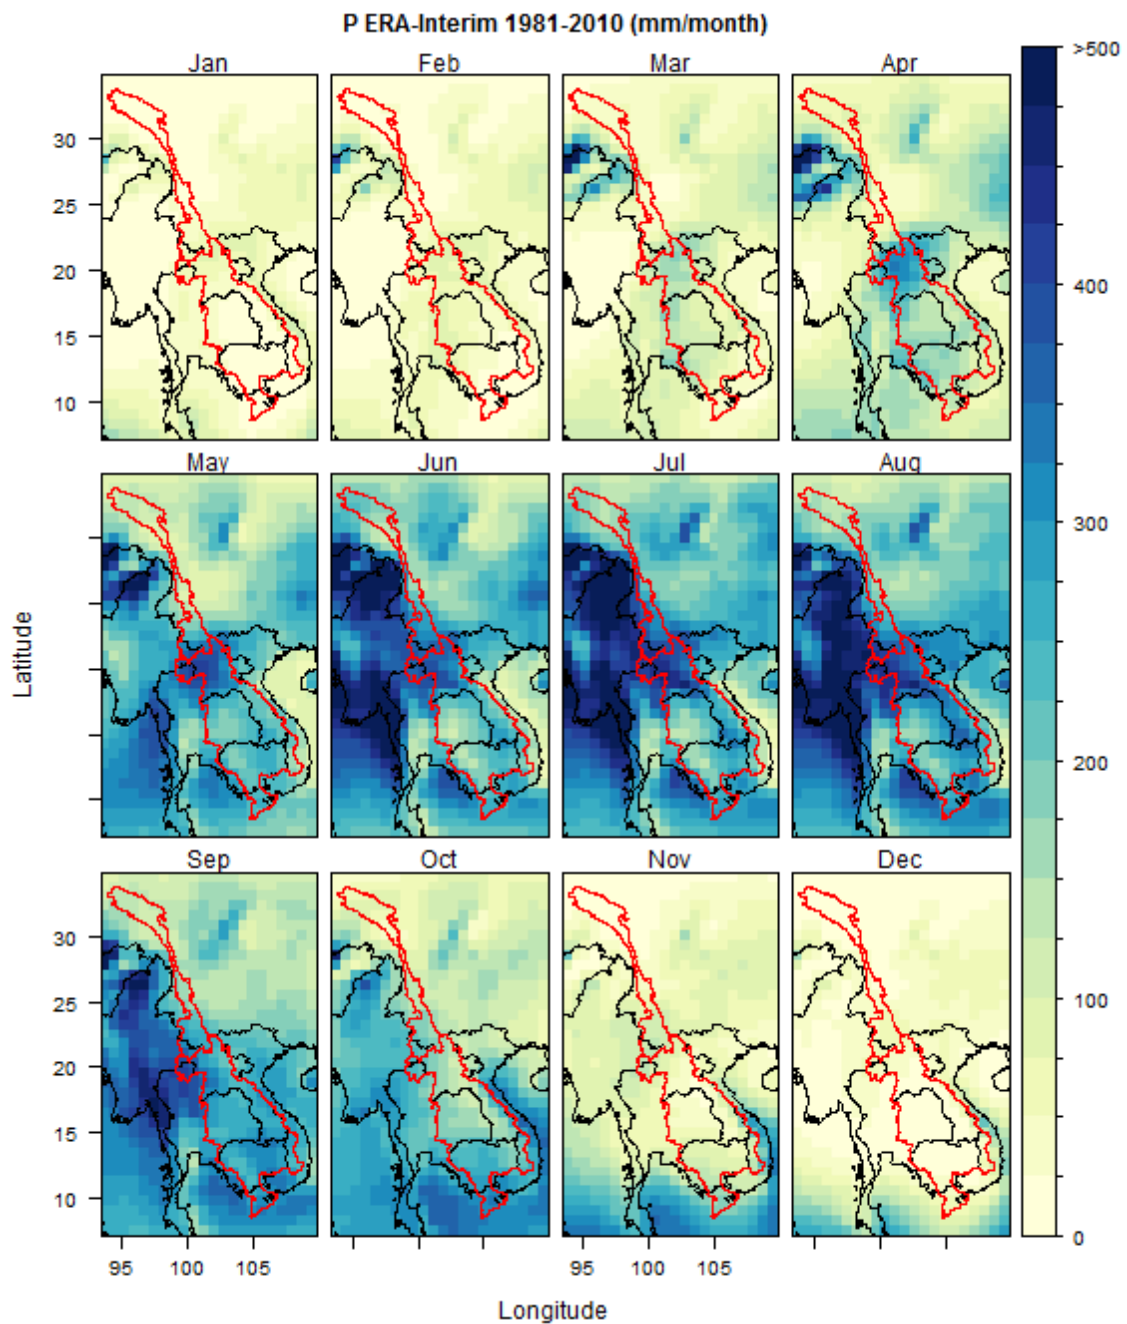 P ERA-Interim 1981-2010 (mm/month)
Jan Feb Mar Apr
>500
30
25
20
15
10
400
May Jun Jul Aug
300
Latitude
200
Sep Oct Nov Dec
30
25
20
15
10
100
0
95 100 105 95 100 105
Longitude